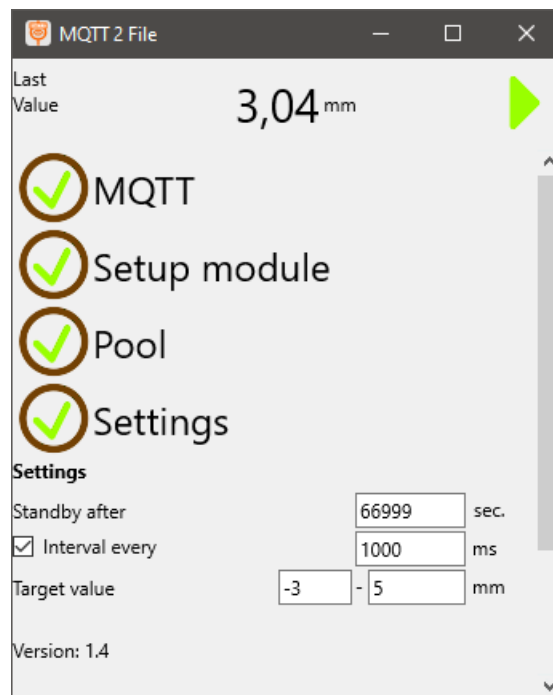 MQTT 2 File
Last
Value
3,04 mm
MQTT
Setup module
Pool
Settings
Settings
Standby after 66999 sec.
Interval every 1000 ms
Target value -3 - 5 mm
Version: 1.4